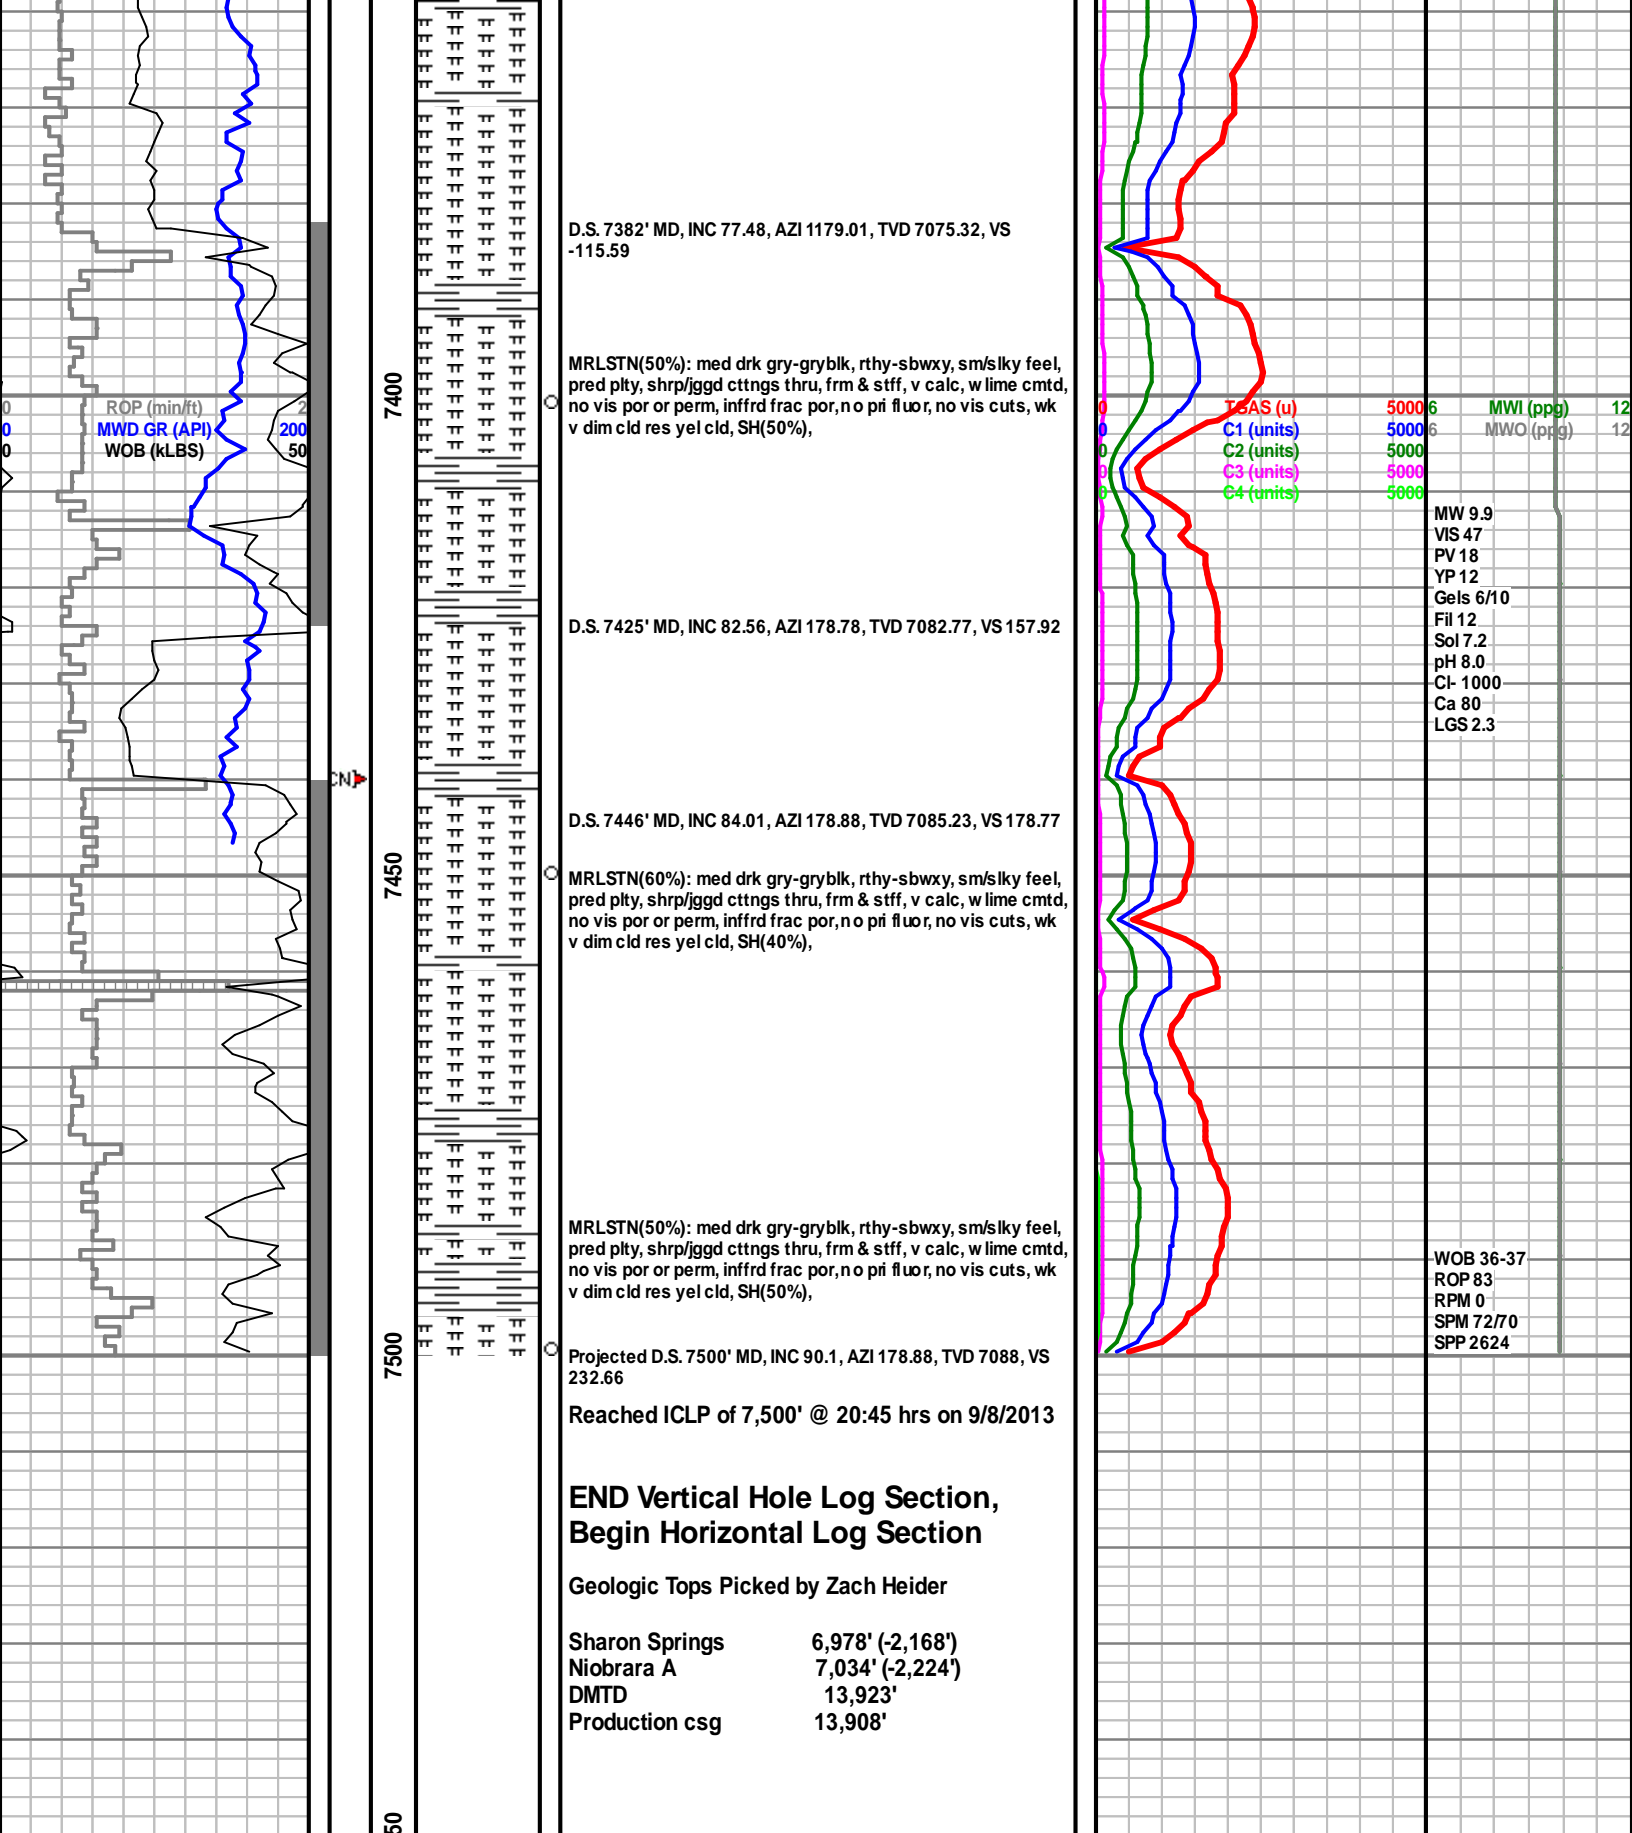 D.S. 7382' MD, INC 77.48, AZI 1179.01, TVD 7075.32, VS
-115.59
MRLSTN(50%): med drk gry-gryblk, rthy-sbwxy, sm/slky feel,
pred plty, shrp/jggd cttngs thru, frm & stff, v calc, w lime cmtd,
no vis por or perm, inffrd frac por,no pri fluor, no vis cuts, wk
v dim cld res yel cld, SH(50%),
7400
0 ROP (min/ft) 2
0 MWD GR (API) 200
0 WOB (kLBS) 50
0 TGAS (u) 5000
C1 (units) 5000
0 C2 (units) 5000
0 C3 (units) 5000
0 C4 (units) 5000
6 MWI (ppg) 12
6 MWO (ppg) 12
MW 9.9
VIS 47
PV 18
YP 12
Gels 6/10
Fil 12
Sol 7.2
pH 8.0
Cl- 1000
Ca 80
LGS 2.3
D.S. 7425' MD, INC 82.56, AZI 178.78, TVD 7082.77, VS 157.92
CN
D.S. 7446' MD, INC 84.01, AZI 178.88, TVD 7085.23, VS 178.77
7450
MRLSTN(60%): med drk gry-gryblk, rthy-sbwxy, sm/slky feel,
pred plty, shrp/jggd cttngs thru, frm & stff, v calc, w lime cmtd,
no vis por or perm, inffrd frac por,no pri fluor, no vis cuts, wk
v dim cld res yel cld, SH(40%),
MRLSTN(50%): med drk gry-gryblk, rthy-sbwxy, sm/slky feel,
pred plty, shrp/jggd cttngs thru, frm & stff, v calc, w lime cmtd,
no vis por or perm, inffrd frac por,no pri fluor, no vis cuts, wk
v dim cld res yel cld, SH(50%),
WOB 36-37
ROP 83
RPM 0
SPM 72/70
SPP 2624
7500
Projected D.S. 7500' MD, INC 90.1, AZI 178.88, TVD 7088, VS
232.66
Reached ICLP of 7,500' @ 20:45 hrs on 9/8/2013
END Vertical Hole Log Section,
Begin Horizontal Log Section
Geologic Tops Picked by Zach Heider
Sharon Springs 6,978' (-2,168')
Niobrara A 7,034' (-2,224')
DMTD 13,923'
Production csg 13,908'
50